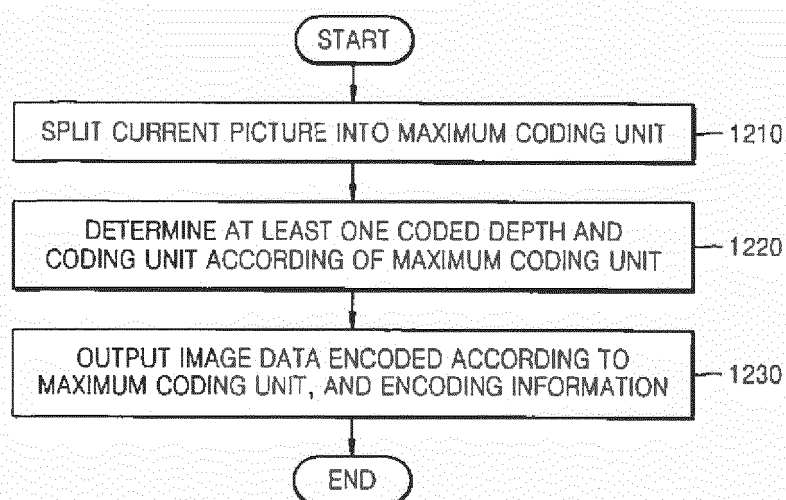 START
SPLIT CURRENT PICTURE INTO MAXIMUM CODING UNIT
1210
DETERMINE AT LEAST ONE CODED DEPTH AND
CODING UNIT ACCORDING OF MAXIMUM CODING UNIT
1220
OUTPUT IMAGE DATA ENCODED ACCORDING TO
MAXIMUM CODING UNIT, AND ENCODING INFORMATION
1230
END